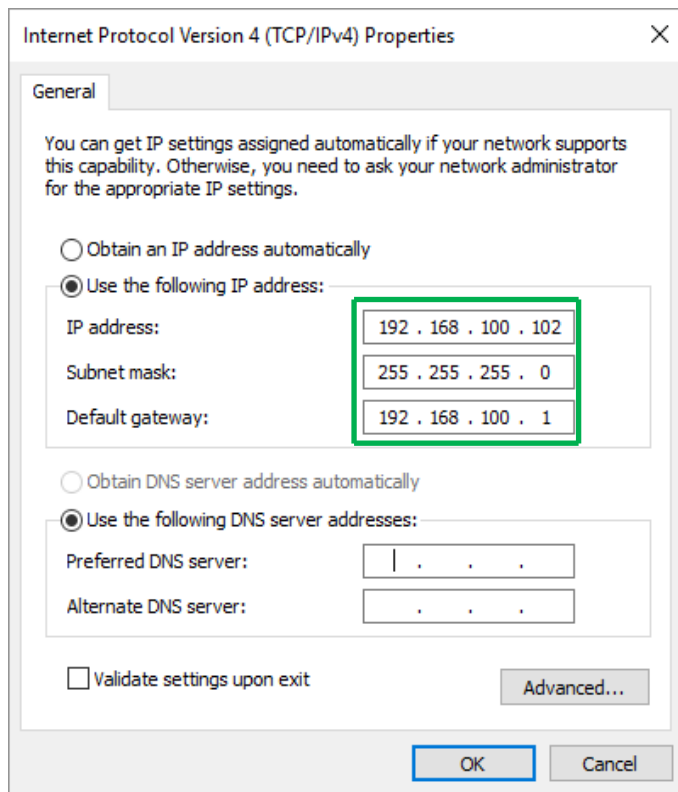 Internet Protocol Version 4 (TCP/IPv4) Properties
General
You can get IP settings assigned automatically if your network supports
this capability. Otherwise, you need to ask your network administrator
for the appropriate IP settings.
Obtain an IP address automatically
Use the following IP address:
IP address: 192 . 168 . 100 . 102
Subnet mask: 255 . 255 . 255 . 0
Default gateway: 192 . 168 . 100 . 1
Obtain DNS server address automatically
Use the following DNS server addresses:
Preferred DNS server: . . .
Alternate DNS server: . . .
Validate settings upon exit
Advanced...
OK Cancel